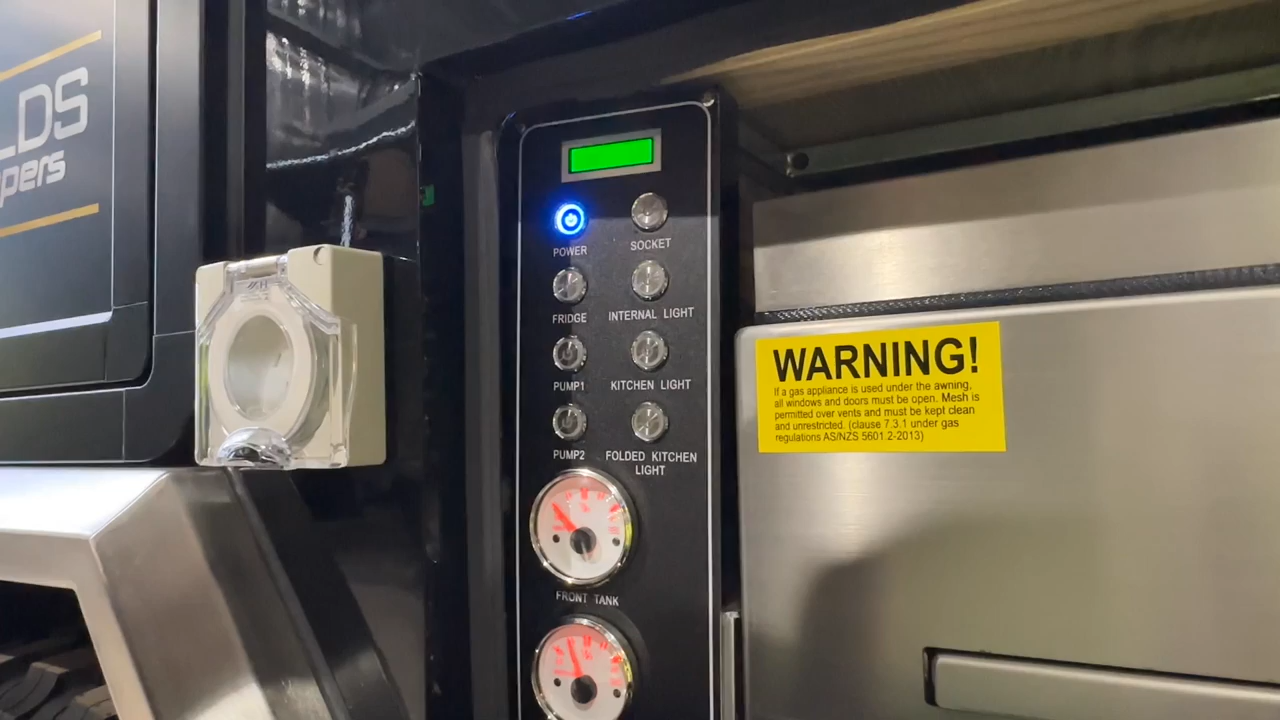 LDS
pers
POWER
SOCKET
FRIDGE
INTERNAL LIGHT
PUMP1
KITCHEN LIGHT
PUMP2
FOLDED KITCHEN
LIGHT
FRONT TANK
WARNING!
If a gas appliance is used under the awning,
all windows and doors must be open. Mesh is
permitted over vents and must be kept clean
and unrestricted. (clause 7.3.1 under gas
regulations AS/NZS 5601.2-2013)